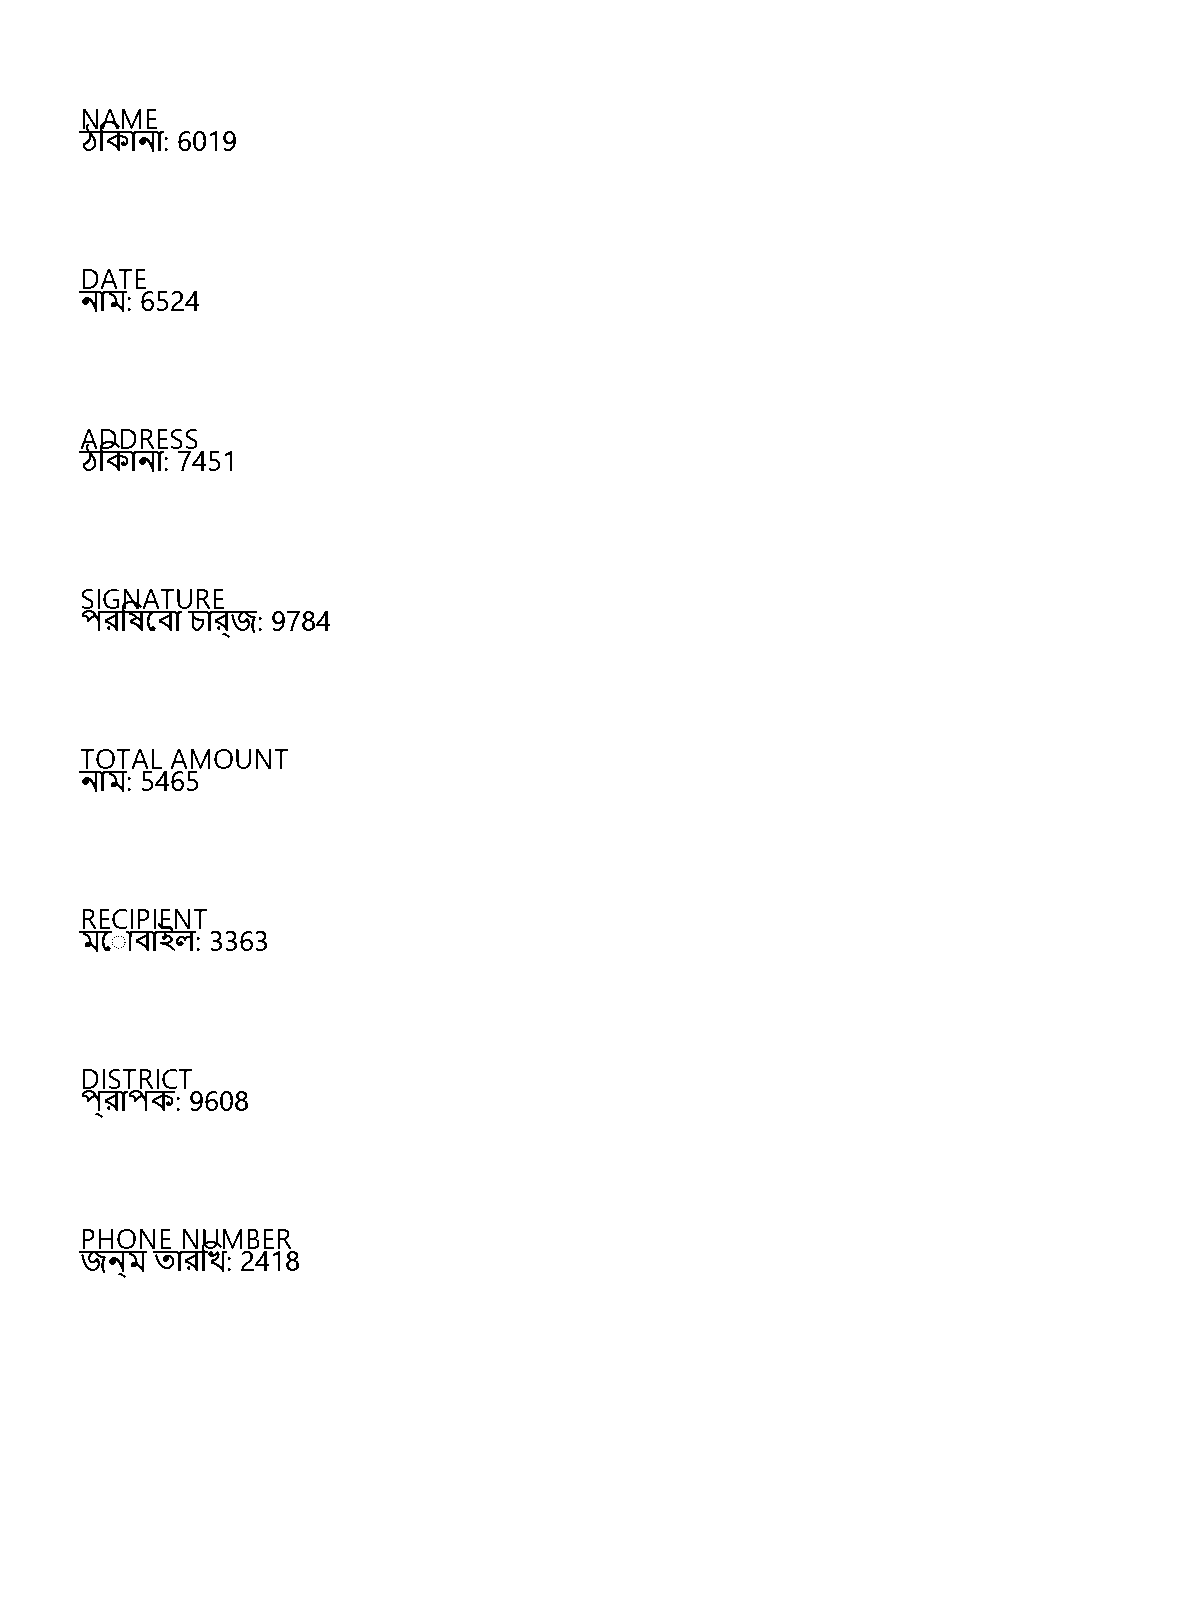 NAME
ঠিকানা: 6019
DATE
নাম: 6524
ADDRESS
ঠিকানা: 7451
SIGNATURE
পরিষেবা চার্জ: 9784
TOTAL AMOUNT
নাম: 5465
RECIPIENT
মোবাইল: 3363
DISTRICT
প্রাপক: 9608
PHONE NUMBER
জন্ম তারিখ: 2418